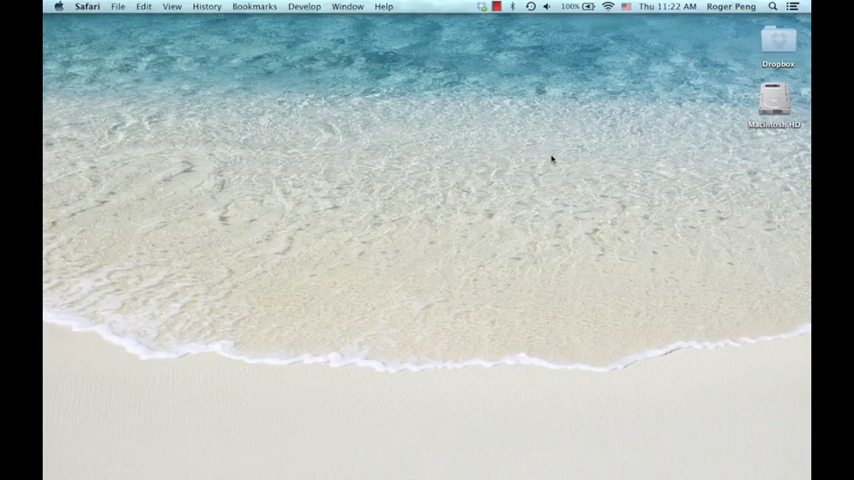 Safari File Edit View History Bookmarks Develop Window Help 100% Thu 11:22 AM Roger Peng
Dropbox
Macintosh HD